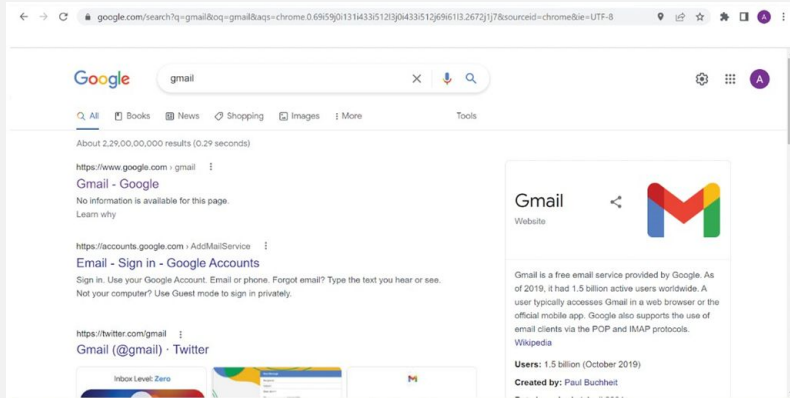 google.com/search?q=gmail&oq=gmail&aqs=chrome.0.69i59j0i131i433i512l3j0i433i512j69i61l3.2672j1j7&sourceid=chrome&ie=UTF-8
A
Google
gmail
A
All Books News Shopping Images More Tools
About 2,29,00,00,000 results (0.29 seconds)
https://www.google.com › gmail
Gmail - Google
No information is available for this page.
Learn why
https://accounts.google.com › AddMailService
Email - Sign in - Google Accounts
Sign in. Use your Google Account. Email or phone. Forgot email? Type the text you hear or see.
Not your computer? Use Guest mode to sign in privately.
https://twitter.com/gmail
Gmail (@gmail) · Twitter
Inbox Level: Zero
Gmail
Website
Gmail is a free email service provided by Google. As
of 2019, it had 1.5 billion active users worldwide. A
user typically accesses Gmail in a web browser or the
official mobile app. Google also supports the use of
email clients via the POP and IMAP protocols.
Wikipedia
Users: 1.5 billion (October 2019)
Created by: Paul Buchheit